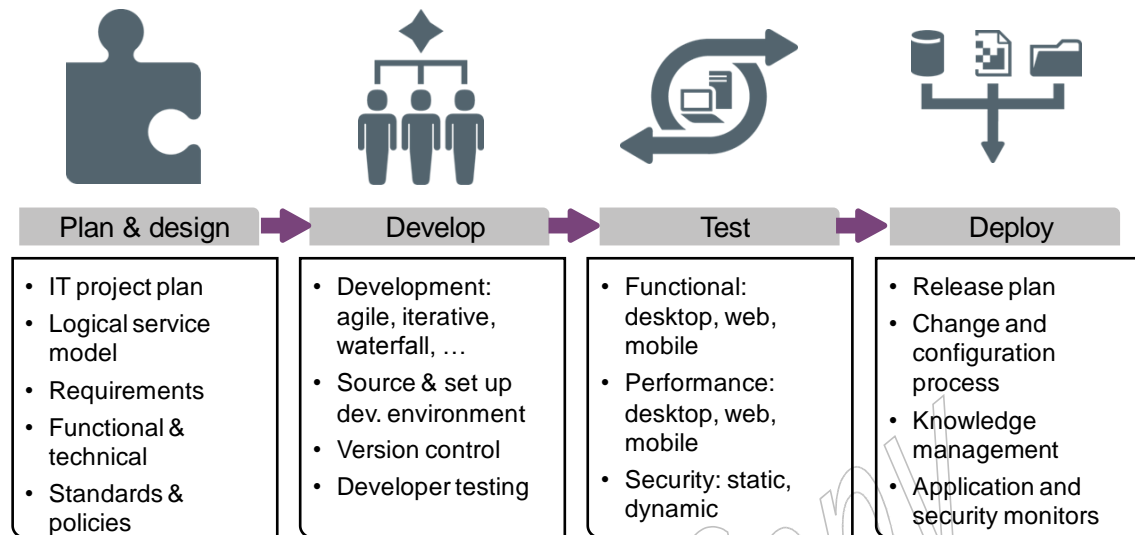 Plan & design
Develop
Test
Deploy
• IT project plan
• Logical service
model
• Requirements
• Functional &
technical
• Standards &
policies
• Development:
agile, iterative,
waterfall, …
• Source & set up
dev. environment
• Version control
• Developer testing
• Functional:
desktop, web,
mobile
• Performance:
desktop, web,
mobile
• Security: static,
dynamic
• Release plan
• Change and
configuration
process
• Knowledge
management
• Application and
security monitors